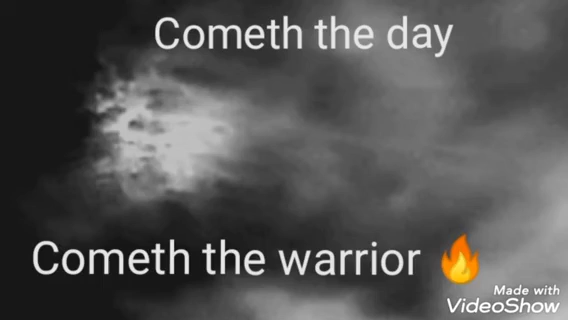 Cometh the day
Cometh the warrior 🔥
Made with
VideoShow